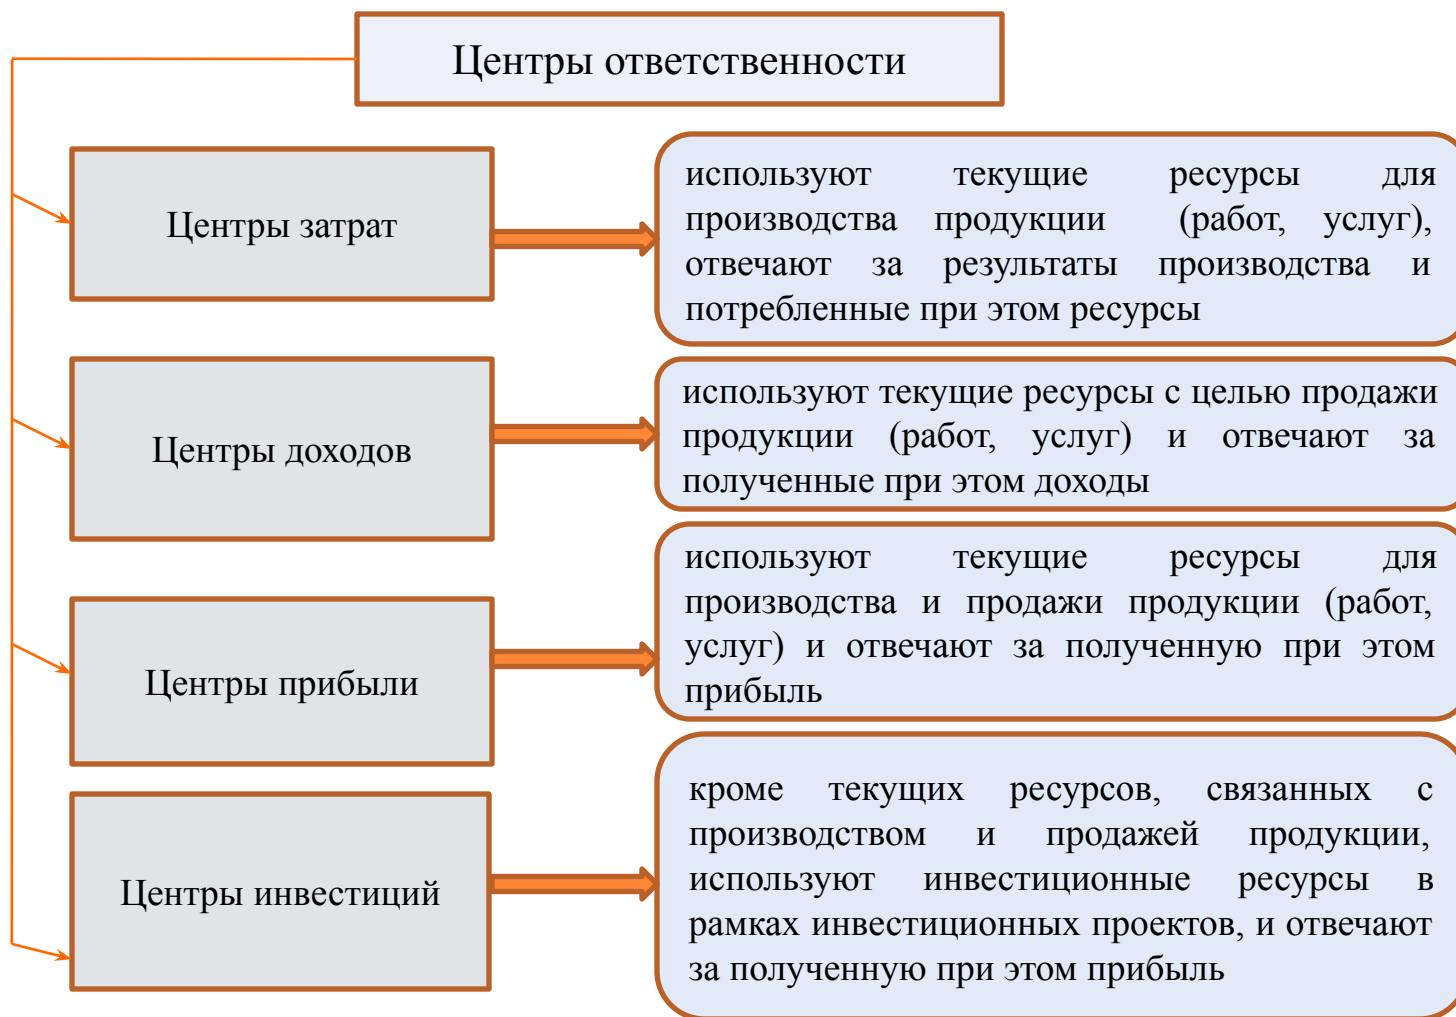 Центры ответственности
Центры затрат
используют текущие ресурсы для
производства продукции (работ, услуг),
отвечают за результаты производства и
потребленные при этом ресурсы
Центры доходов
используют текущие ресурсы с целью продажи
продукции (работ, услуг) и отвечают за
полученные при этом доходы
Центры прибыли
используют текущие ресурсы для
производства и продажи продукции (работ,
услуг) и отвечают за полученную при этом
прибыль
Центры инвестиций
кроме текущих ресурсов, связанных с
производством и продажей продукции,
используют инвестиционные ресурсы в
рамках инвестиционных проектов, и отвечают
за полученную при этом прибыль